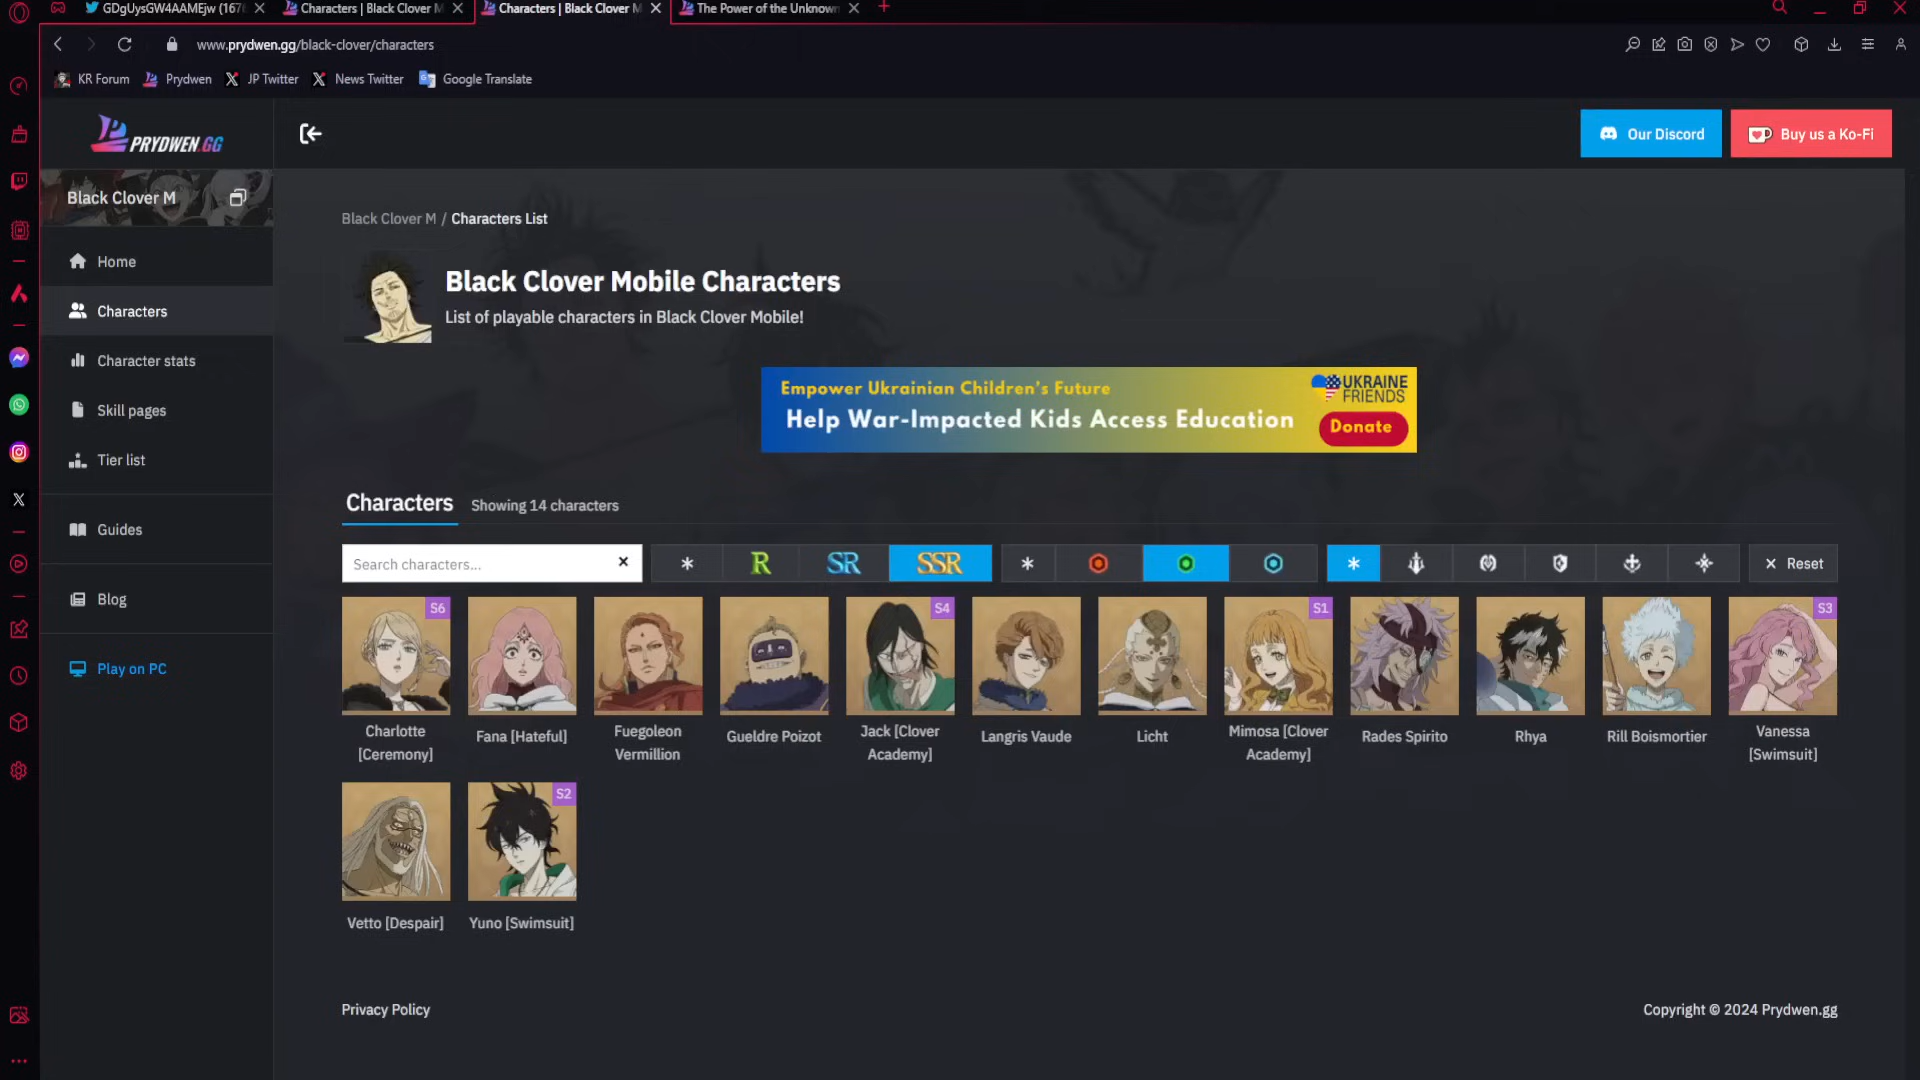 GDgUysGW4AAMEjw (167
Characters | Black Clover M
Characters | Black Clover M
The Power of the Unknown
www.prydwen.gg/black-clover/characters
KR Forum
Prydwen
JP Twitter
News Twitter
Google Translate
PRYDWEN.GG
Our Discord
Buy us a Ko-Fi
Black Clover M
Home
Characters
Character stats
Skill pages
Tier list
Guides
Blog
Play on PC
Black Clover M / Characters List
Black Clover Mobile Characters
List of playable characters in Black Clover Mobile!
Empower Ukrainian Children's Future
Help War-Impacted Kids Access Education
UKRAINE
FRIENDS
Donate
Characters Showing 14 characters
Search characters...
R
SR
SSR
Reset
S6
S4
S1
S3
Charlotte
[Ceremony]
Fana [Hateful]
Fuegoleon
Vermillion
Gueldre Poizot
Jack [Clover
Academy]
Langris Vaude
Licht
Mimosa [Clover
Academy]
Rades Spirito
Rhya
Rill Boismortier
Vanessa
[Swimsuit]
S2
Vetto [Despair]
Yuno [Swimsuit]
Privacy Policy
Copyright © 2024 Prydwen.gg